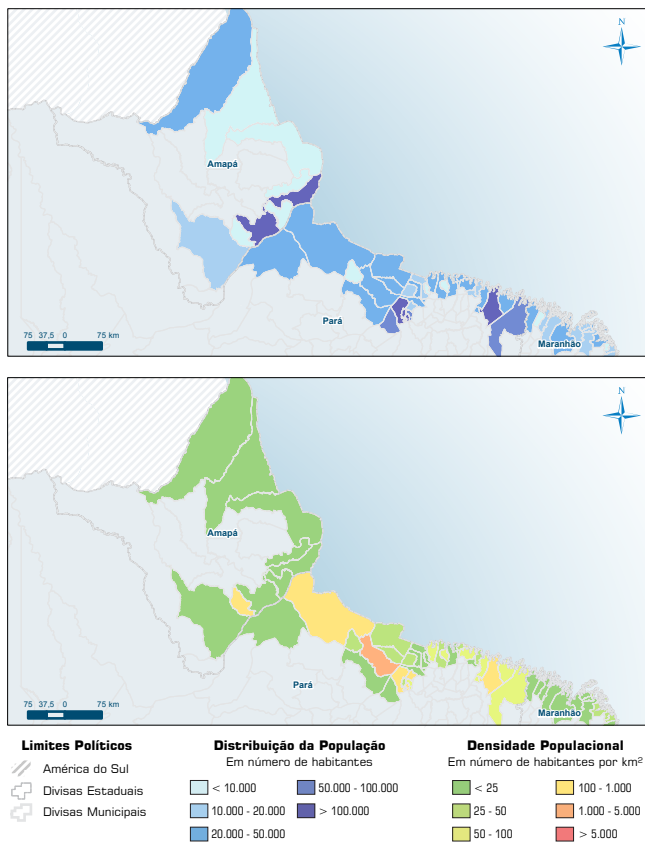 N
Amapá
Pará
Maranhão
75 37,5 0 75 km
N
Amapá
Pará
Maranhão
75 37,5 0 75 km
Limites Políticos
América do Sul
Divisas Estaduais
Divisas Municipais
Distribuição da População
Em número de habitantes
< 10.000
10.000 - 20.000
20.000 - 50.000
50.000 - 100.000
> 100.000
Densidade Populacional
Em número de habitantes por km²
< 25
25 - 50
50 - 100
100 - 1.000
1.000 - 5.000
> 5.000